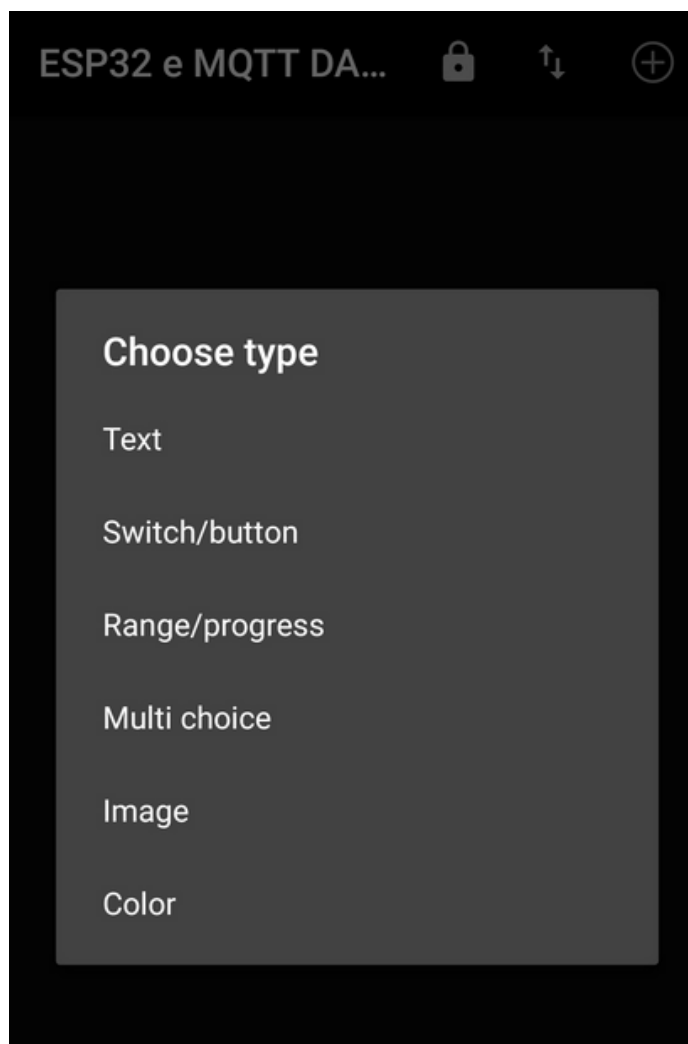 ESP32 e MQTT DA...
Choose type
Text
Switch/button
Range/progress
Multi choice
Image
Color